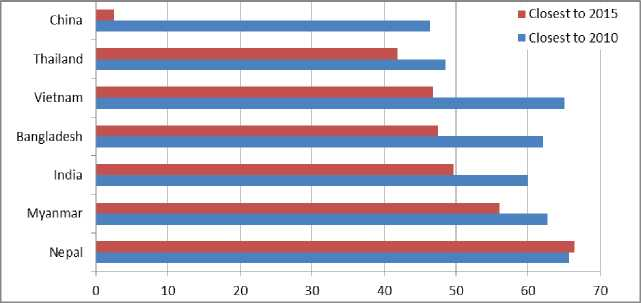 China
Closest to 2015
Closest to 2010
Thailand
Vietnam
Bangladesh
India
Myanmar
Nepal
0 10 20 30 40 50 60 70